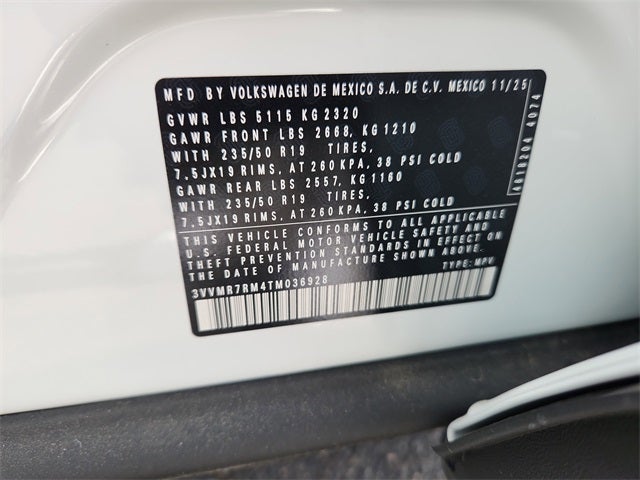 MFD BY VOLKSWAGEN DE MEXICO S.A. DE C.V. MEXICO 11/25
GVWR LBS 5115 KG 2320
GAWR FRONT LBS 2668, KG 1210
WITH 235/50 R19 TIRES,
7.5JX19 RIMS, AT 260 KPA, 38 PSI COLD
GAWR REAR LBS 2557, KG 1160
WITH 235/50 R19 TIRES,
7.5JX19 RIMS, AT 260 KPA, 38 PSI COLD
THIS VEHICLE CONFORMS TO ALL APPLICABLE
U.S. FEDERAL MOTOR VEHICLE SAFETY AND
THEFT PREVENTION STANDARDS IN EFFECT ON
THE DATE OF MANUFACTURE SHOWN ABOVE.
3VVMR7RM4TM036928 TYPE: MPV
4074